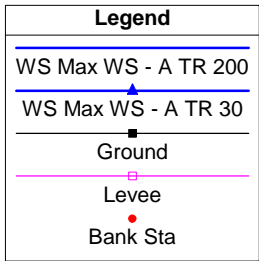 Legend
WS Max WS - A TR 200
WS Max WS - A TR 30
Ground
Levee
Bank Sta